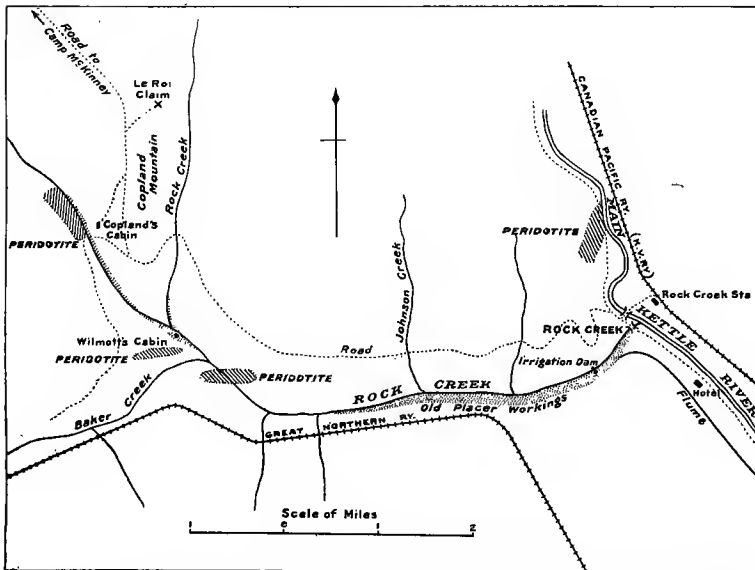 Road to
Camp McKinney
Le Roi
Claim
Copland
Mountain
Rock Creek
CANADIAN PACIFIC RY. (K.V.RY.)
Copland's
Cabin
PERIDOTITE
PERIDOTITE
MAIN
KETTLE
RIVER
Johnson Creek
Rock Creek Sta
Wilmott's Cabin
PERIDOTITE
Road
ROCK CREEK
Irrigation Dam
PERIDOTITE
Hotel
Flume
Baker
Creek
ROCK CREEK
Old Placer Workings
GREAT NORTHERN RY.
Scale of Miles
1 0 1 2